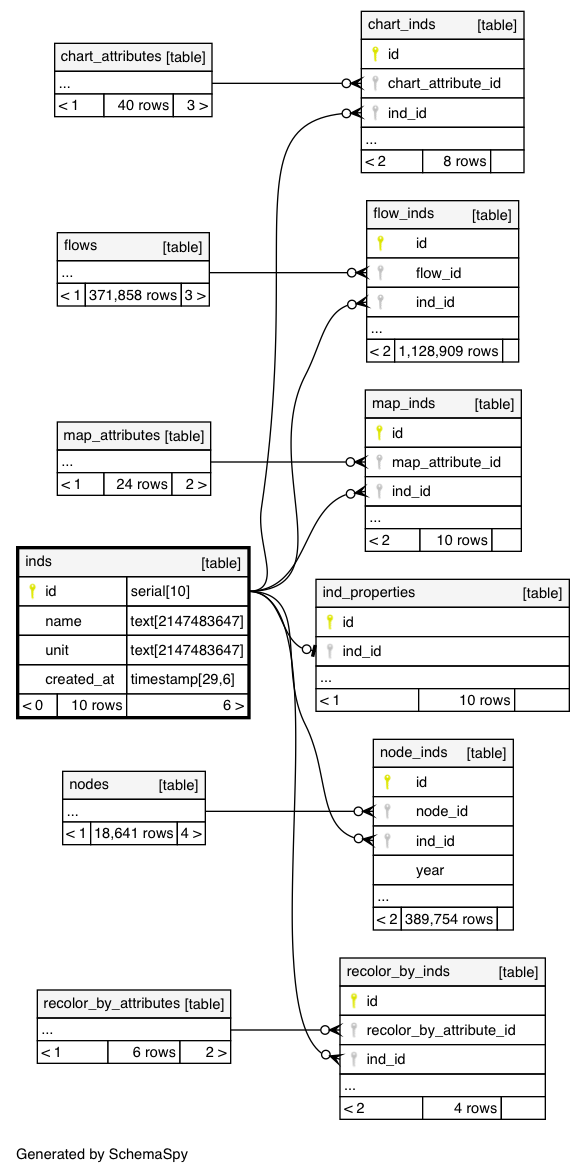 chart_inds [table]
id
chart_attribute_id
ind_id
...
< 2 8 rows
chart_attributes [table]
...
< 1 40 rows 3 >
flow_inds [table]
id
flow_id
ind_id
...
< 2 1,128,909 rows
flows [table]
...
< 1 371,858 rows 3 >
map_inds [table]
id
map_attribute_id
ind_id
...
< 2 10 rows
map_attributes [table]
...
< 1 24 rows 2 >
inds [table]
id serial[10]
name text[2147483647]
unit text[2147483647]
created_at timestamp[29,6]
< 0 10 rows 6 >
ind_properties [table]
id
ind_id
...
< 1 10 rows
node_inds [table]
id
node_id
ind_id
year
...
< 2 389,754 rows
nodes [table]
...
< 1 18,641 rows 4 >
recolor_by_inds [table]
id
recolor_by_attribute_id
ind_id
...
< 2 4 rows
recolor_by_attributes [table]
...
< 1 6 rows 2 >
Generated by SchemaSpy